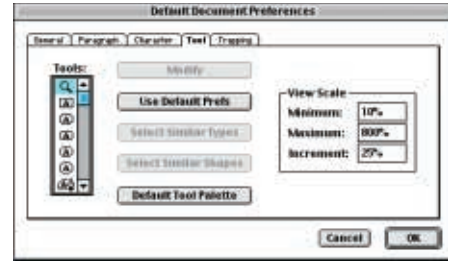 Default Document Preferences
General Paragraph Character Tool Trapping
Tools:
Modify
Use Default Prefs
Select Similar Types
Select Similar Shapes
Default Tool Palette
View Scale
Minimum: 10%
Maximum: 800%
Increment: 25%
Cancel OK